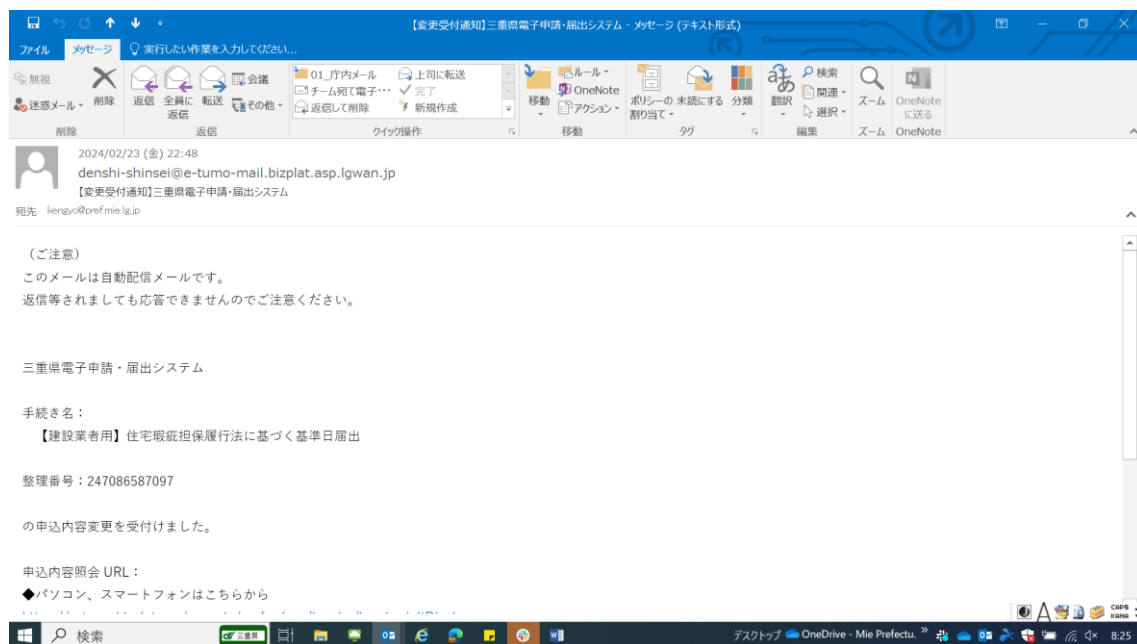 【変更受付通知】三重県電子申請・届出システム - メッセージ (テキスト形式)
ファイル メッセージ 実行したい作業を入力してください...
無視
迷惑メール
削除
返信 全員に返信 転送
会議
その他
01_庁内メール 上司に転送
チーム宛て電子… 完了
返信して削除 新規作成
移動
ルール
OneNote
アクション
ポリシーの割り当て 未読にする 分類
翻訳
検索
関連
選択
ズーム
OneNote に送る
削除 返信 クイック操作 移動 タグ 編集 ズーム OneNote
2024/02/23 (金) 22:48
denshi-shinsei@e-tumo-mail.bizplat.asp.lgwan.jp
【変更受付通知】三重県電子申請・届出システム
宛先 kengyo@pref.mie.lg.jp
（ご注意）
このメールは自動配信メールです。
返信等されましても応答できませんのでご注意ください。
三重県電子申請・届出システム
手続き名：
【建設業者用】住宅瑕疵担保履行法に基づく基準日届出
整理番号：247086587097
の申込内容変更を受付けました。
申込内容照会 URL：
◆パソコン、スマートフォンはこちらから
検索
三重県
デスクトップ OneDrive - Mie Prefectu. 8:25
A CAPS KANA